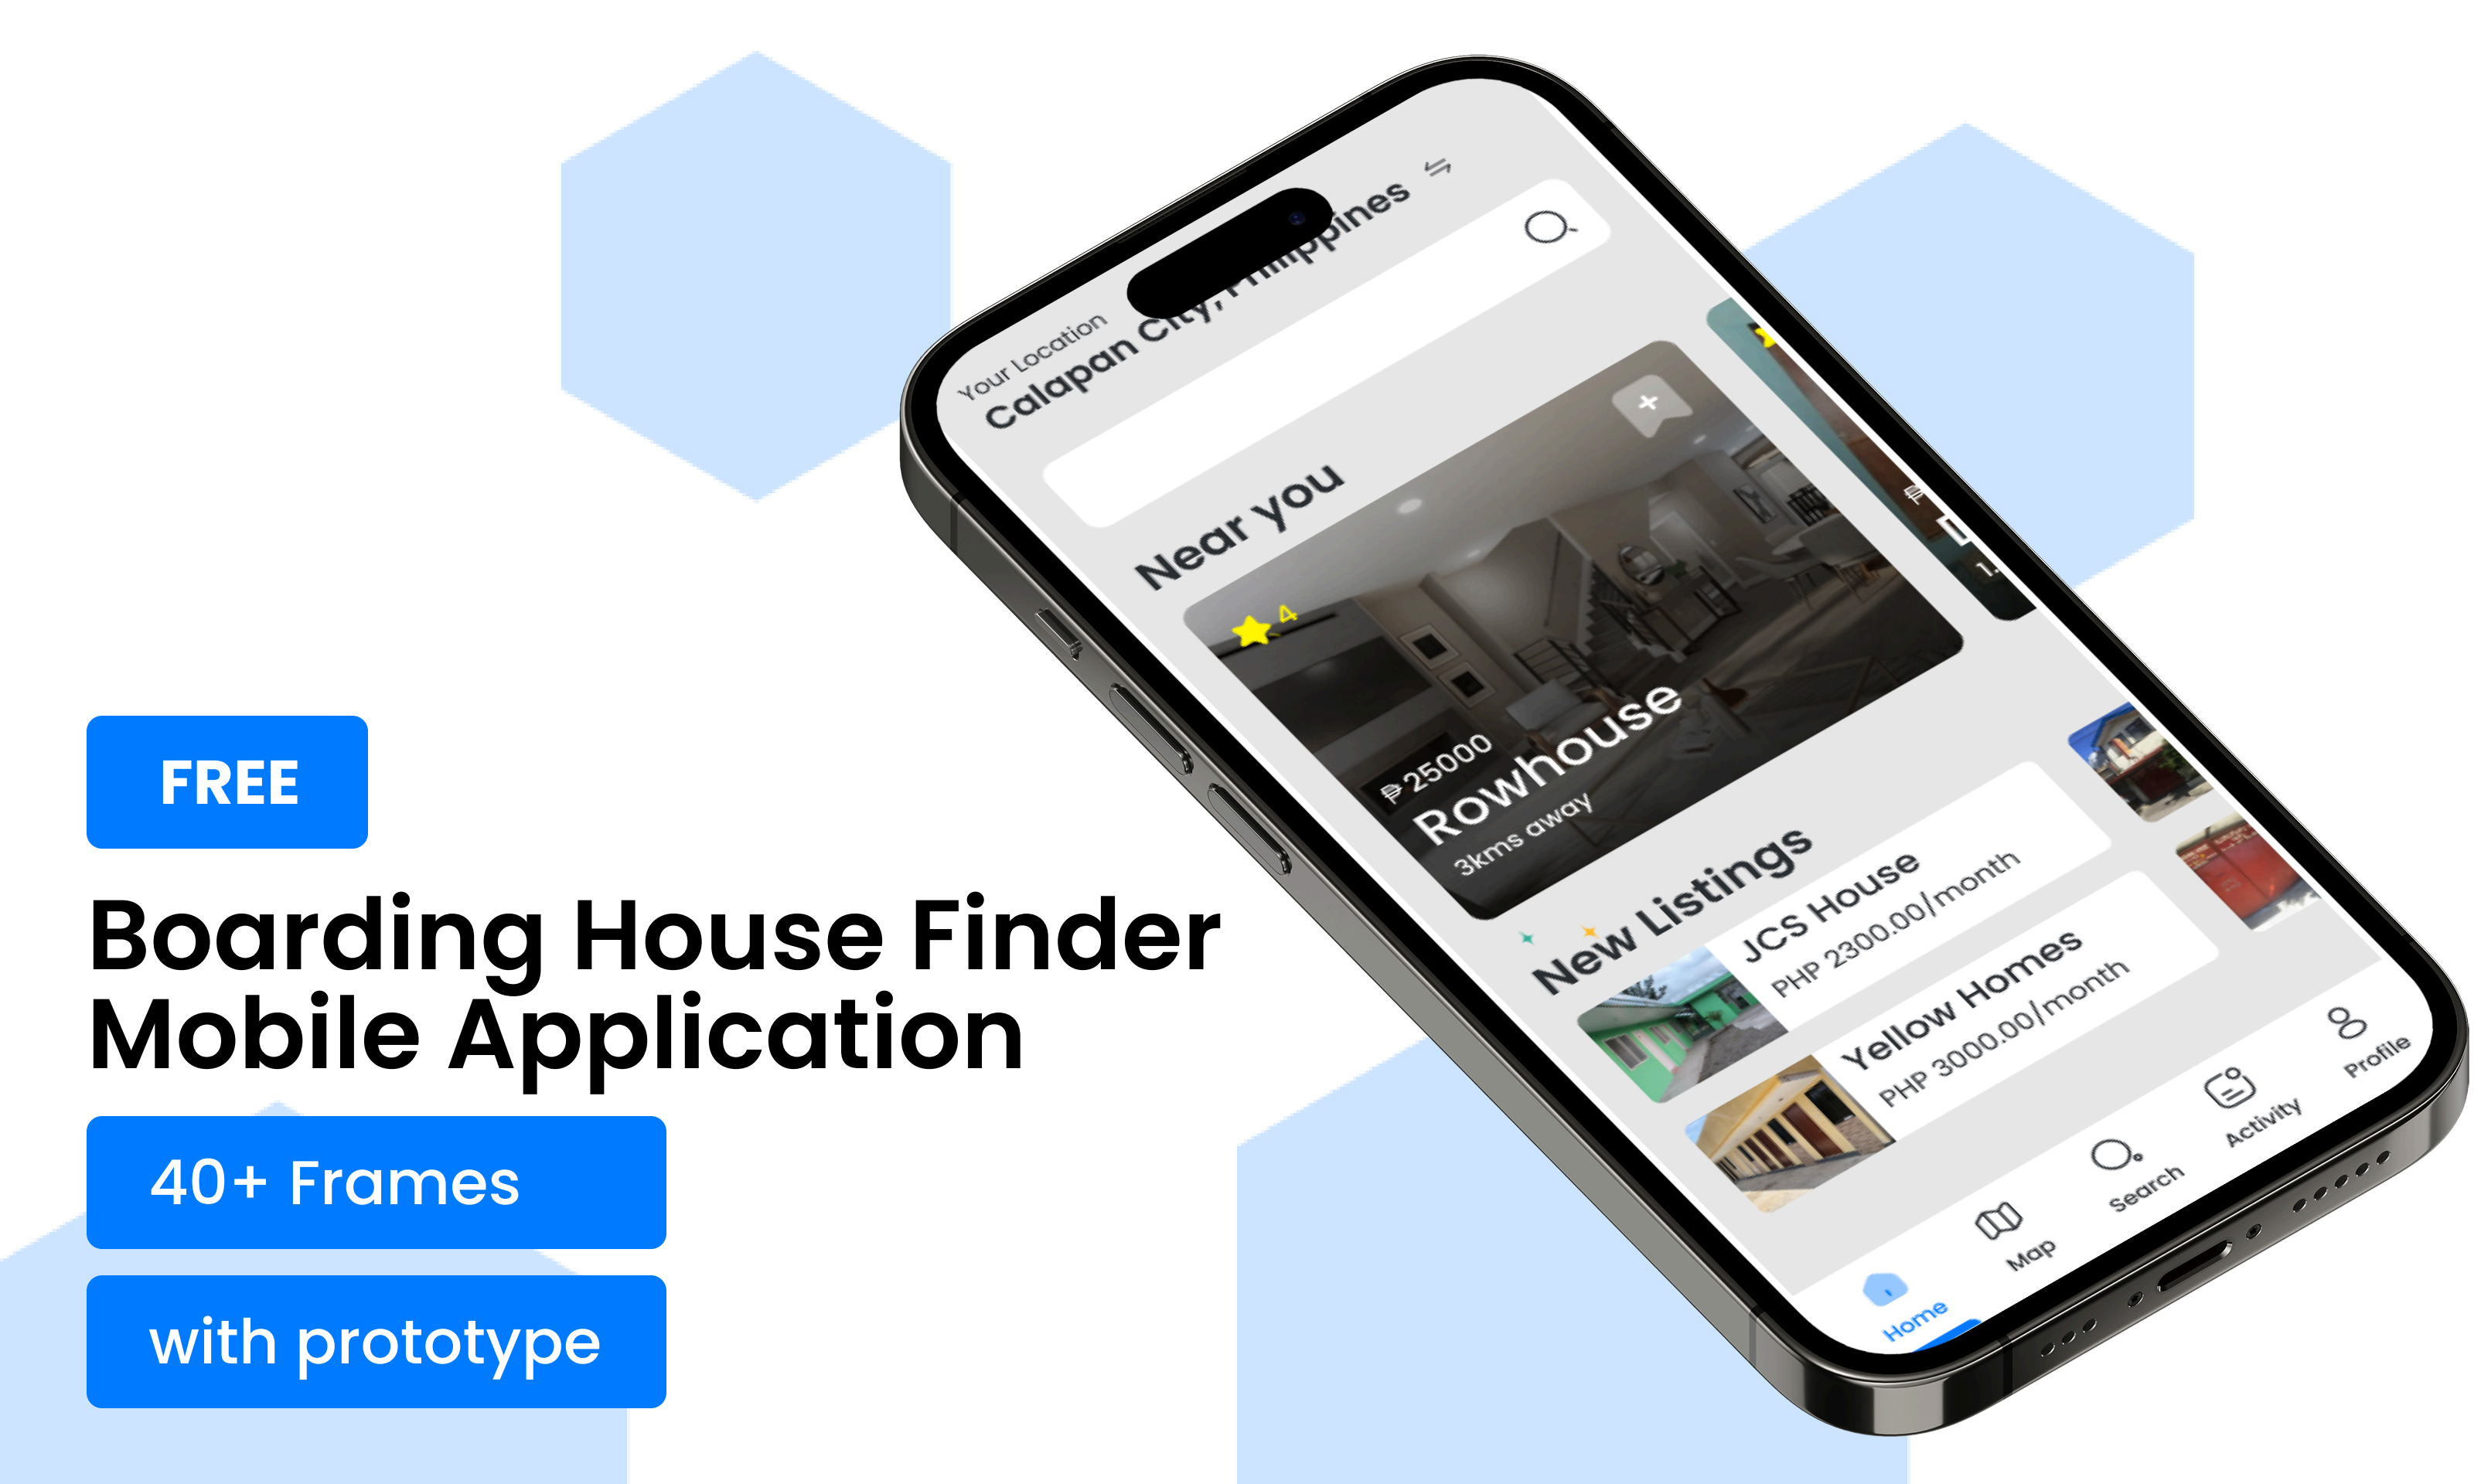 FREE
Boarding House Finder
Mobile Application
40+ Frames
with prototype
Your Location
Calapan City, Philippines
Near you
4
₱25000
Rowhouse
3kms away
₱
1.
New Listings
JCS House
PHP 2300.00/month
Yellow Homes
PHP 3000.00/month
Home
Map
Search
Activity
Profile